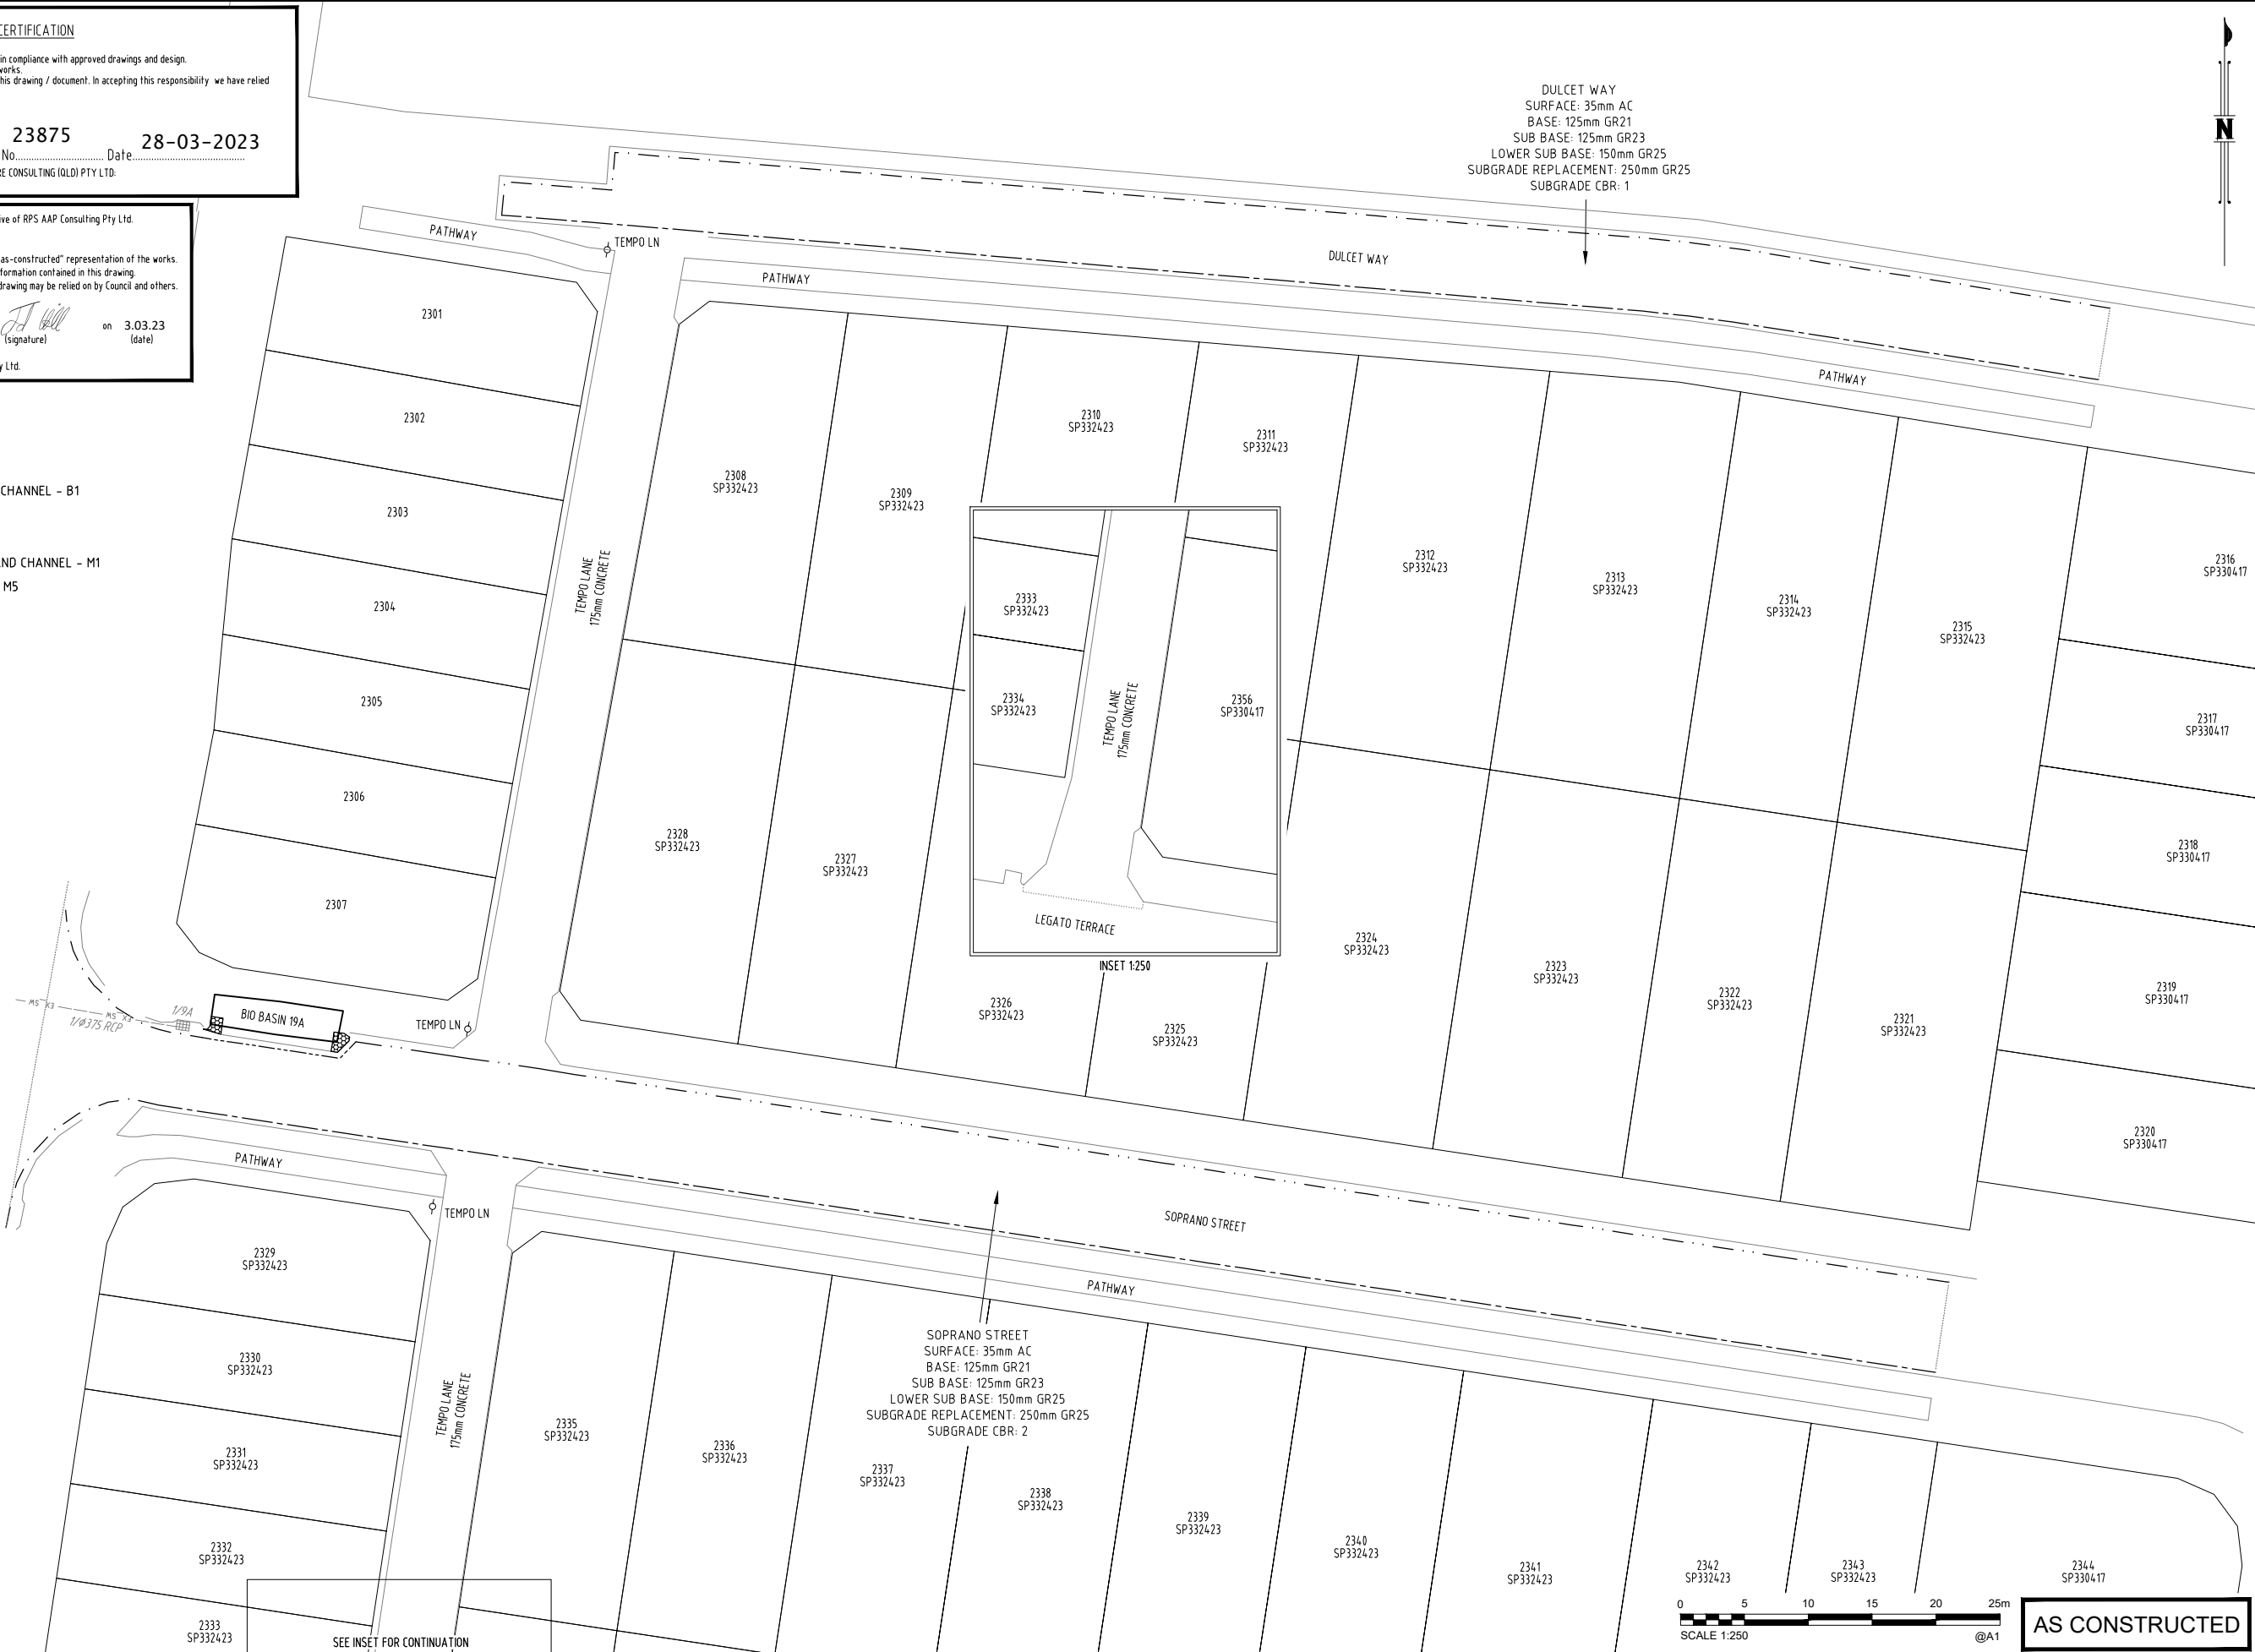 CERTIFICATION
in compliance with approved drawings and design.
works.
his drawing / document. In accepting this responsibility we have relied
23875
28-03-2023
No.......... Date..........
RE CONSULTING (QLD) PTY LTD:
ive of RPS AAP Consulting Pty Ltd.
as-constructed" representation of the works.
formation contained in this drawing.
drawing may be relied on by Council and others.
on 3.03.23
(signature)
(date)
y Ltd.
CHANNEL - B1
AND CHANNEL - M1
M5
DULCET WAY
SURFACE: 35mm AC
BASE: 125mm GR21
SUB BASE: 125mm GR23
LOWER SUB BASE: 150mm GR25
SUBGRADE REPLACEMENT: 250mm GR25
SUBGRADE CBR: 1
N
PATHWAY
TEMPO LN
DULCET WAY
PATHWAY
PATHWAY
2301
2302
2303
2304
2305
2306
2307
TEMPO LANE
175mm CONCRETE
2308
SP332423
2309
SP332423
2310
SP332423
2311
SP332423
2312
SP332423
2313
SP332423
2314
SP332423
2315
SP332423
2316
SP330417
2317
SP330417
2318
SP330417
2319
SP330417
2320
SP330417
2333
SP332423
2334
SP332423
TEMPO LANE
175mm CONCRETE
2356
SP330417
LEGATO TERRACE
INSET 1:250
2328
SP332423
2327
SP332423
2326
SP332423
2325
SP332423
2324
SP332423
2323
SP332423
2322
SP332423
2321
SP332423
EX. SW
EX. SW
1/Ø375 RCP
1/9A
BIO BASIN 19A
TEMPO LN
PATHWAY
TEMPO LN
SOPRANO STREET
PATHWAY
2329
SP332423
2330
SP332423
2331
SP332423
2332
SP332423
2333
SP332423
TEMPO LANE
175mm CONCRETE
SOPRANO STREET
SURFACE: 35mm AC
BASE: 125mm GR21
SUB BASE: 125mm GR23
LOWER SUB BASE: 150mm GR25
SUBGRADE REPLACEMENT: 250mm GR25
SUBGRADE CBR: 2
2335
SP332423
2336
SP332423
2337
SP332423
2338
SP332423
2339
SP332423
2340
SP332423
2341
SP332423
2342
SP332423
2343
SP332423
2344
SP330417
SEE INSET FOR CONTINUATION
0 5 10 15 20 25m
SCALE 1:250 @A1
AS CONSTRUCTED